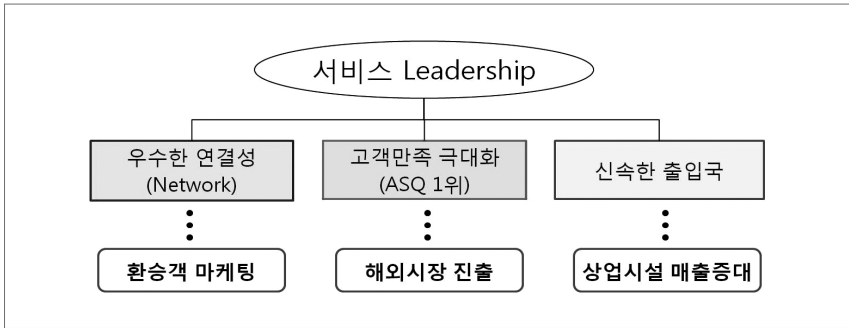 서비스 Leadership
우수한 연결성
(Network)
고객만족 극대화
(ASQ 1위)
신속한 출입국
환승객 마케팅
해외시장 진출
상업시설 매출증대